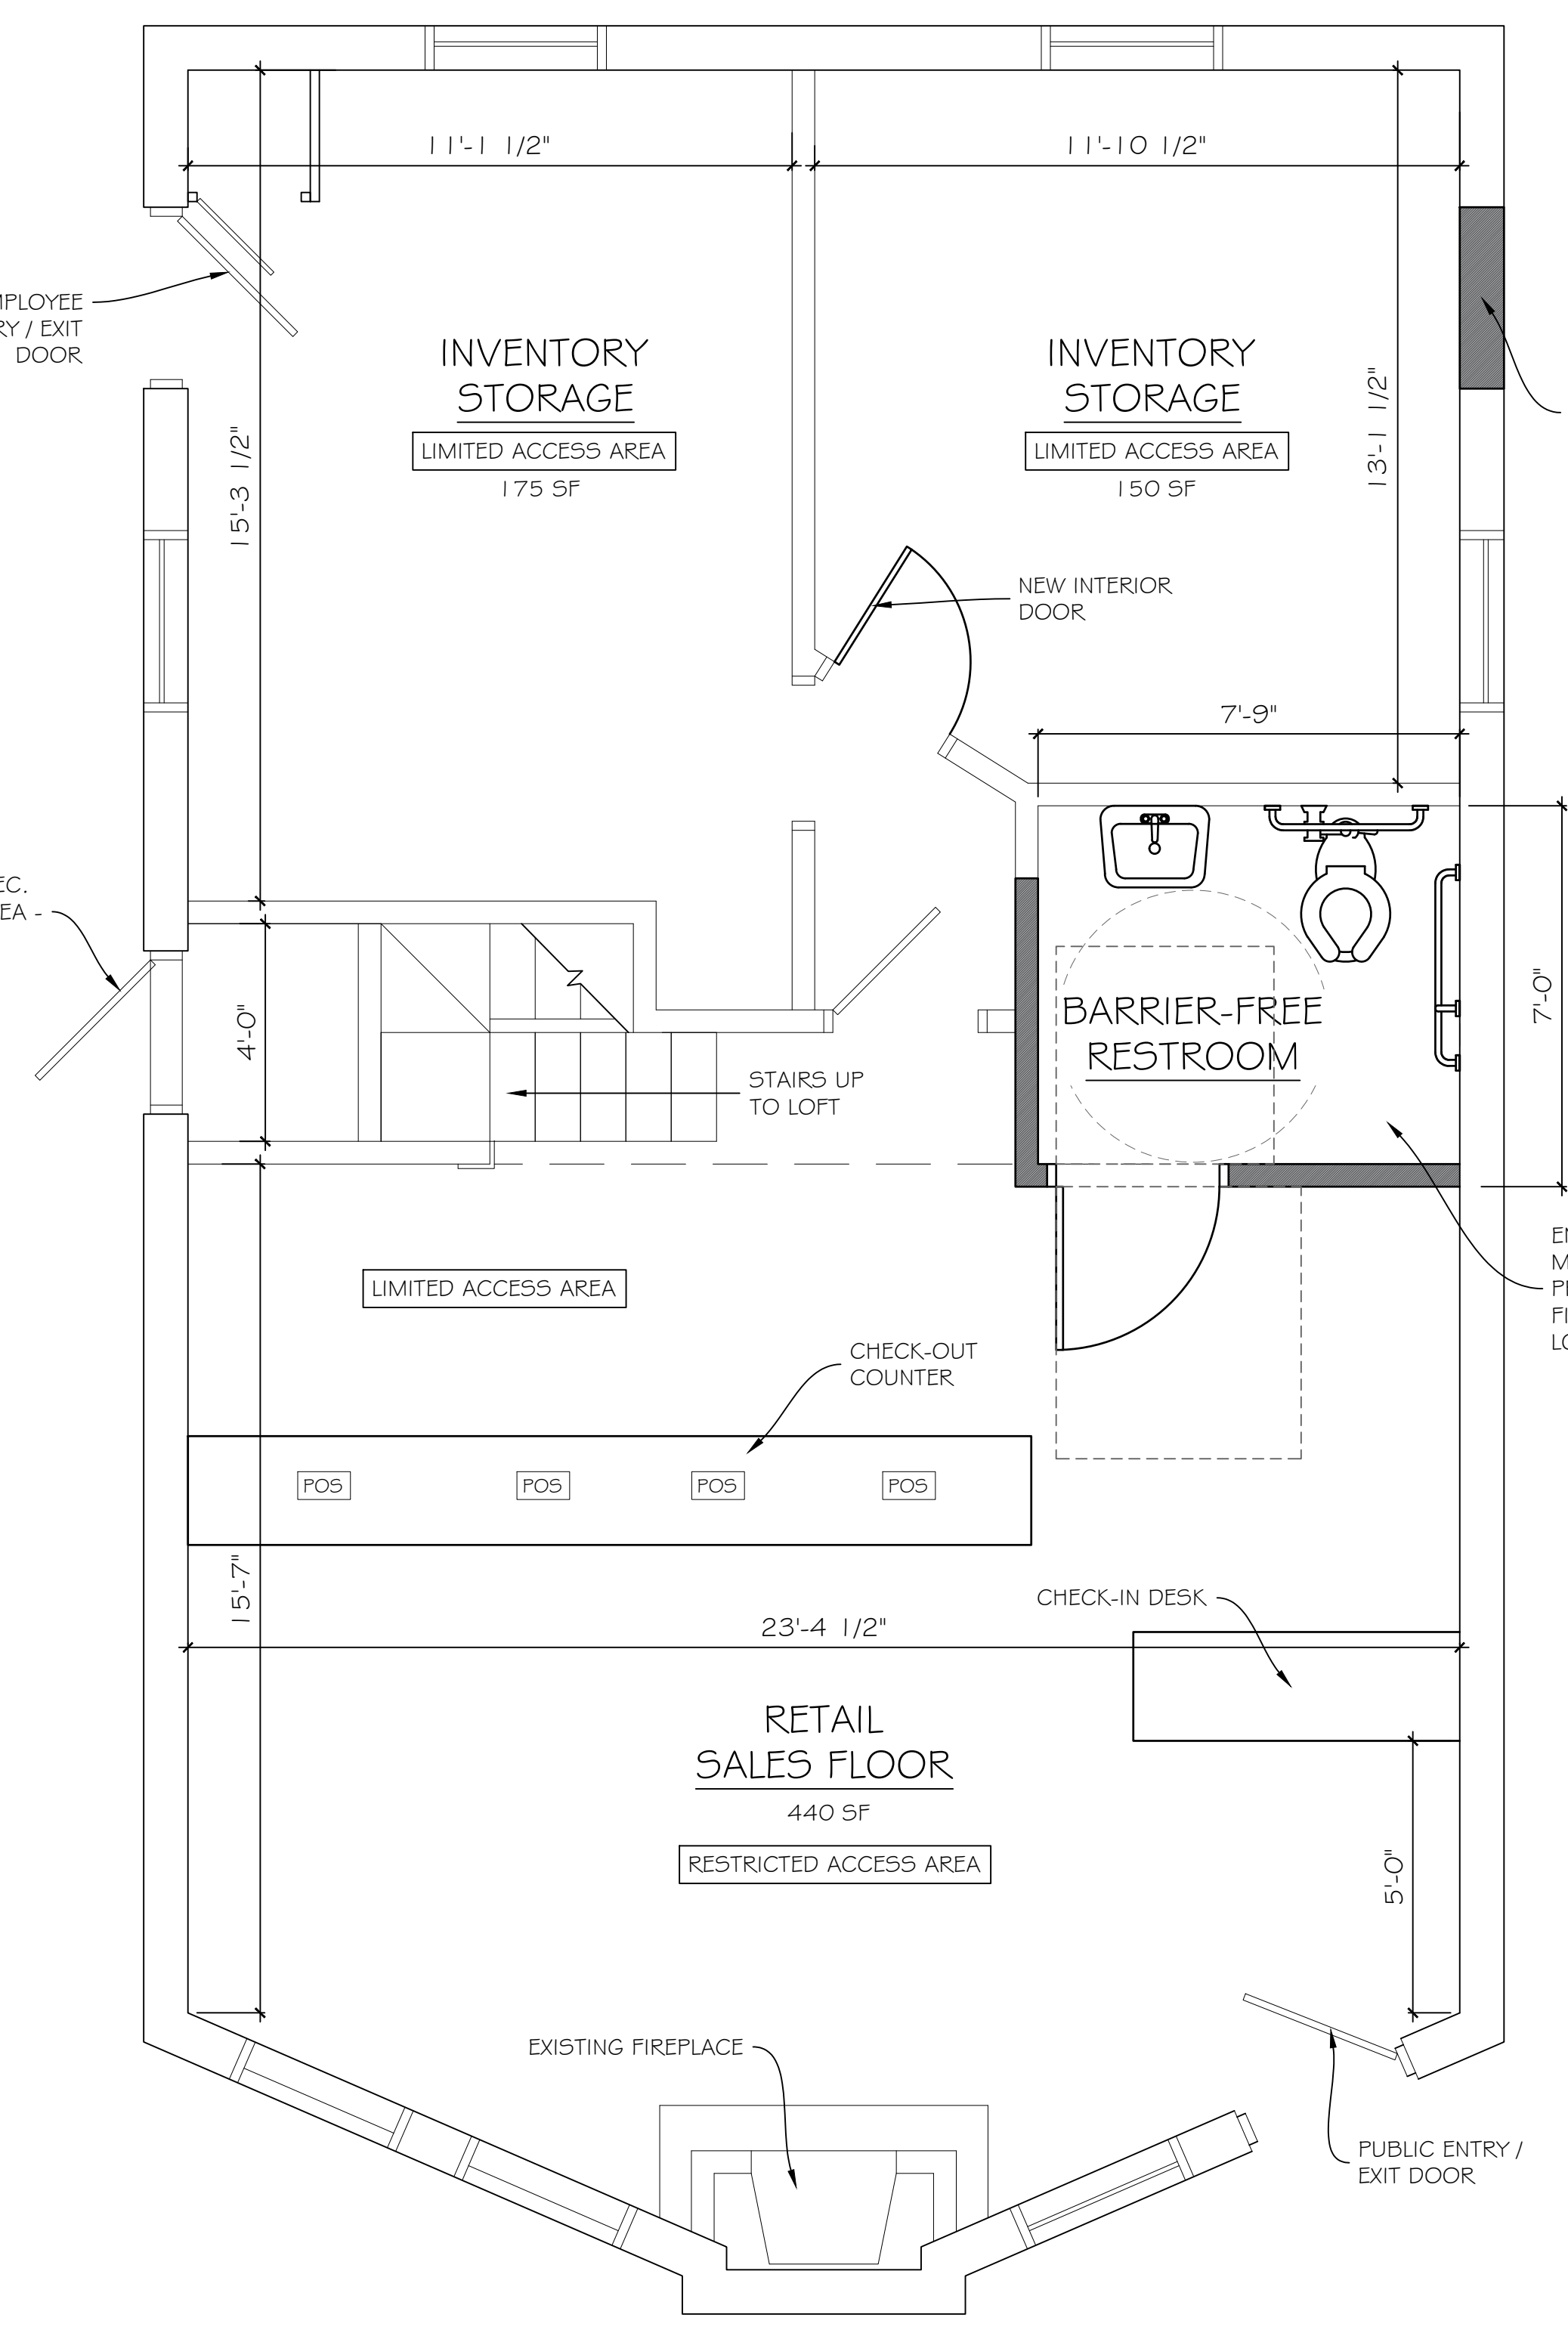 11'-1 1/2"
11'-10 1/2"
RY / EXIT
DOOR
INVENTORY
STORAGE
LIMITED ACCESS AREA
175 SF
15'-3 1/2"
INVENTORY
STORAGE
LIMITED ACCESS AREA
150 SF
13'-1 1/2"
NEW INTERIOR
DOOR
7'-9"
4'-0"
STAIRS UP
TO LOFT
BARRIER-FREE
RESTROOM
7'-0"
LIMITED ACCESS AREA
CHECK-OUT
COUNTER
POS
POS
POS
POS
15'-7"
CHECK-IN DESK
23'-4 1/2"
RETAIL
SALES FLOOR
440 SF
RESTRICTED ACCESS AREA
5'-0"
EXISTING FIREPLACE
PUBLIC ENTRY /
EXIT DOOR